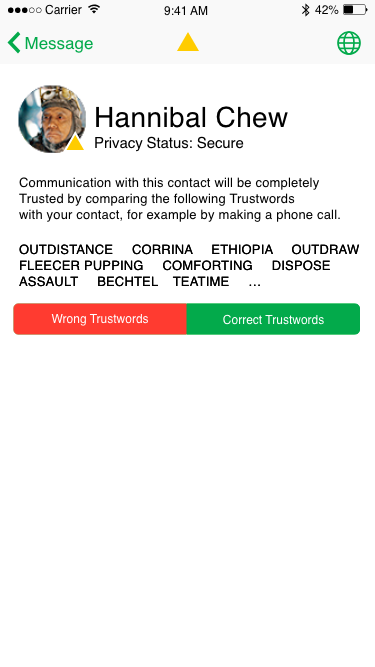 Carrier 9:41 AM 42%
Message
Hannibal Chew
Privacy Status: Secure
Communication with this contact will be completely
Trusted by comparing the following Trustwords
with your contact, for example by making a phone call.
OUTDISTANCE CORRINA ETHIOPIA OUTDRAW
FLEECER PUPPING COMFORTING DISPOSE
ASSAULT BECHTEL TEATIME ...
Wrong Trustwords Correct Trustwords